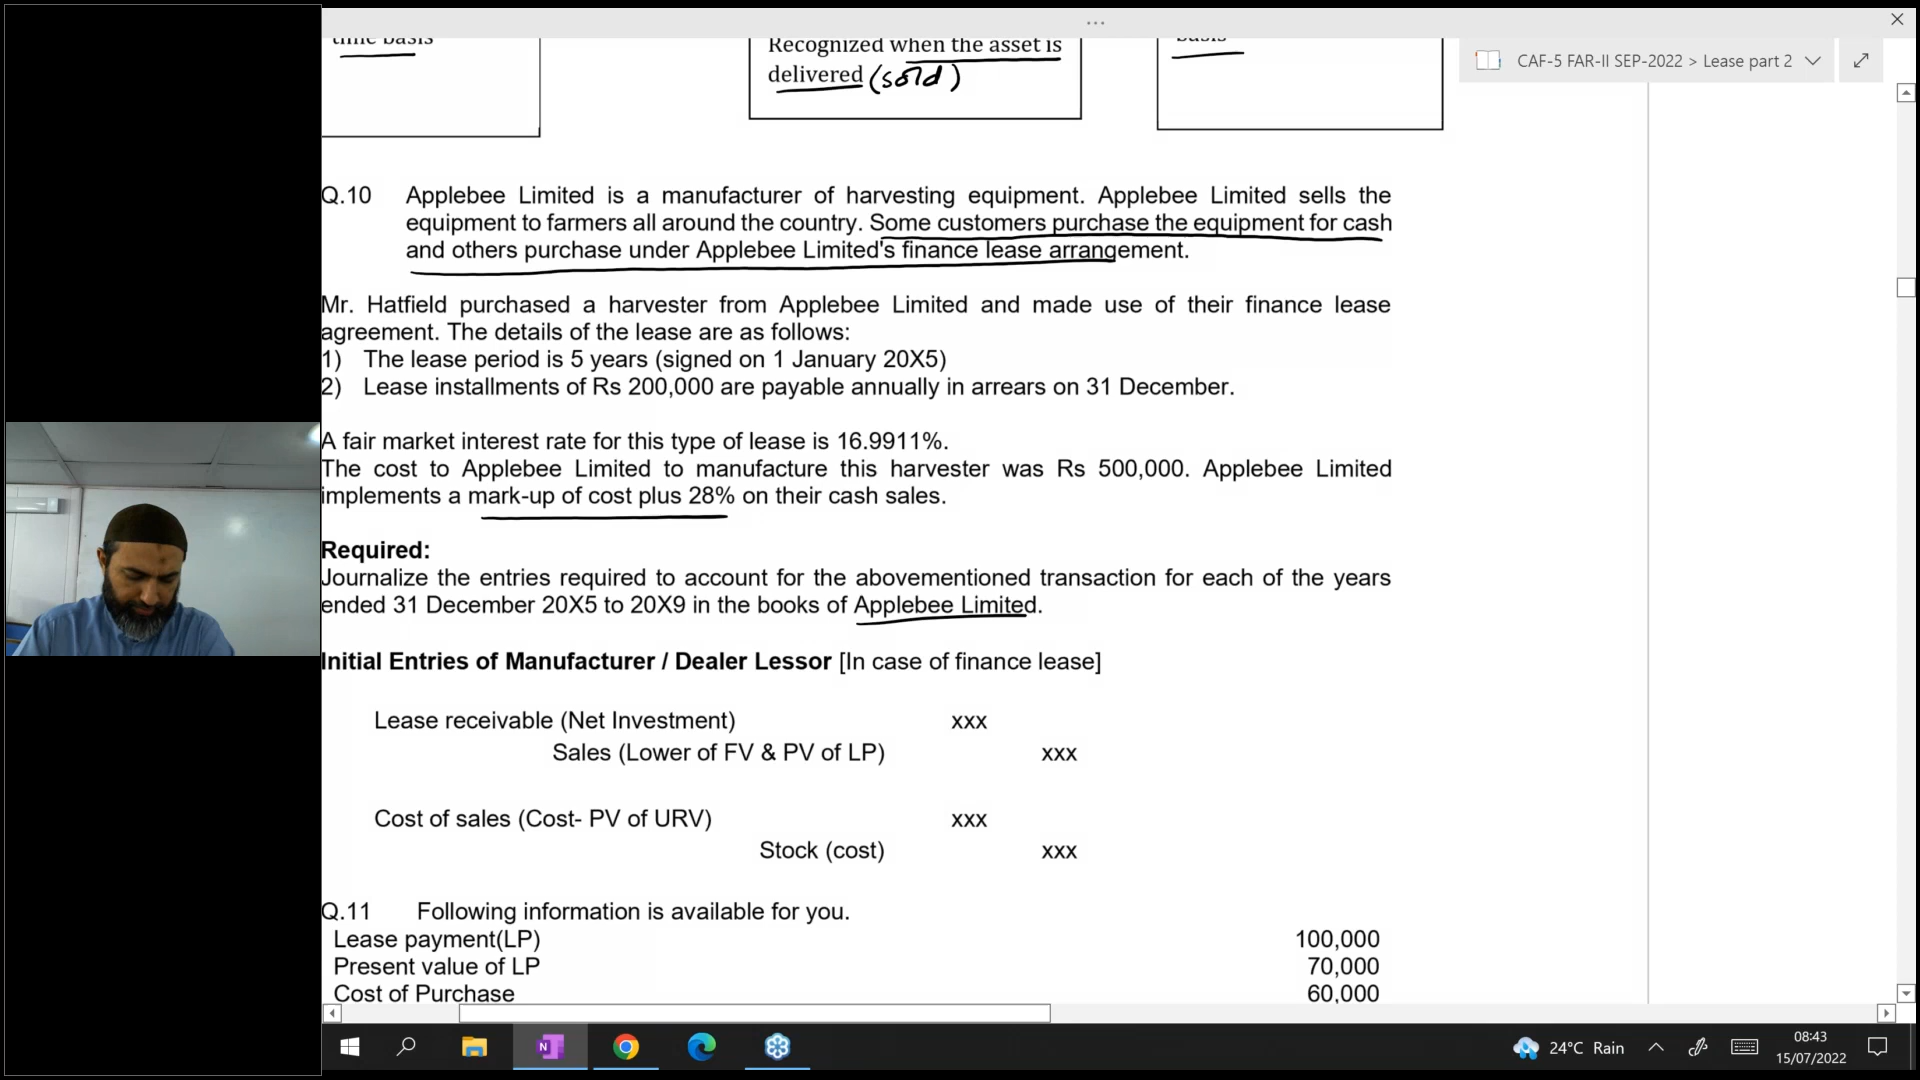 ...
CAF-5 FAR-II SEP-2022 > Lease part 2
time basis
Recognized when the asset is
delivered (sold)
basis
Q.10 Applebee Limited is a manufacturer of harvesting equipment. Applebee Limited sells the
equipment to farmers all around the country. Some customers purchase the equipment for cash
and others purchase under Applebee Limited's finance lease arrangement.
Mr. Hatfield purchased a harvester from Applebee Limited and made use of their finance lease
agreement. The details of the lease are as follows:
1) The lease period is 5 years (signed on 1 January 20X5)
2) Lease installments of Rs 200,000 are payable annually in arrears on 31 December.
A fair market interest rate for this type of lease is 16.9911%.
The cost to Applebee Limited to manufacture this harvester was Rs 500,000. Applebee Limited
implements a mark-up of cost plus 28% on their cash sales.
Required:
Journalize the entries required to account for the abovementioned transaction for each of the years
ended 31 December 20X5 to 20X9 in the books of Applebee Limited.
Initial Entries of Manufacturer / Dealer Lessor [In case of finance lease]
Lease receivable (Net Investment) xxx
Sales (Lower of FV & PV of LP) xxx
Cost of sales (Cost- PV of URV) xxx
Stock (cost) xxx
Q.11 Following information is available for you.
Lease payment(LP) 100,000
Present value of LP 70,000
Cost of Purchase 60,000
N
24°C Rain
08:43
15/07/2022